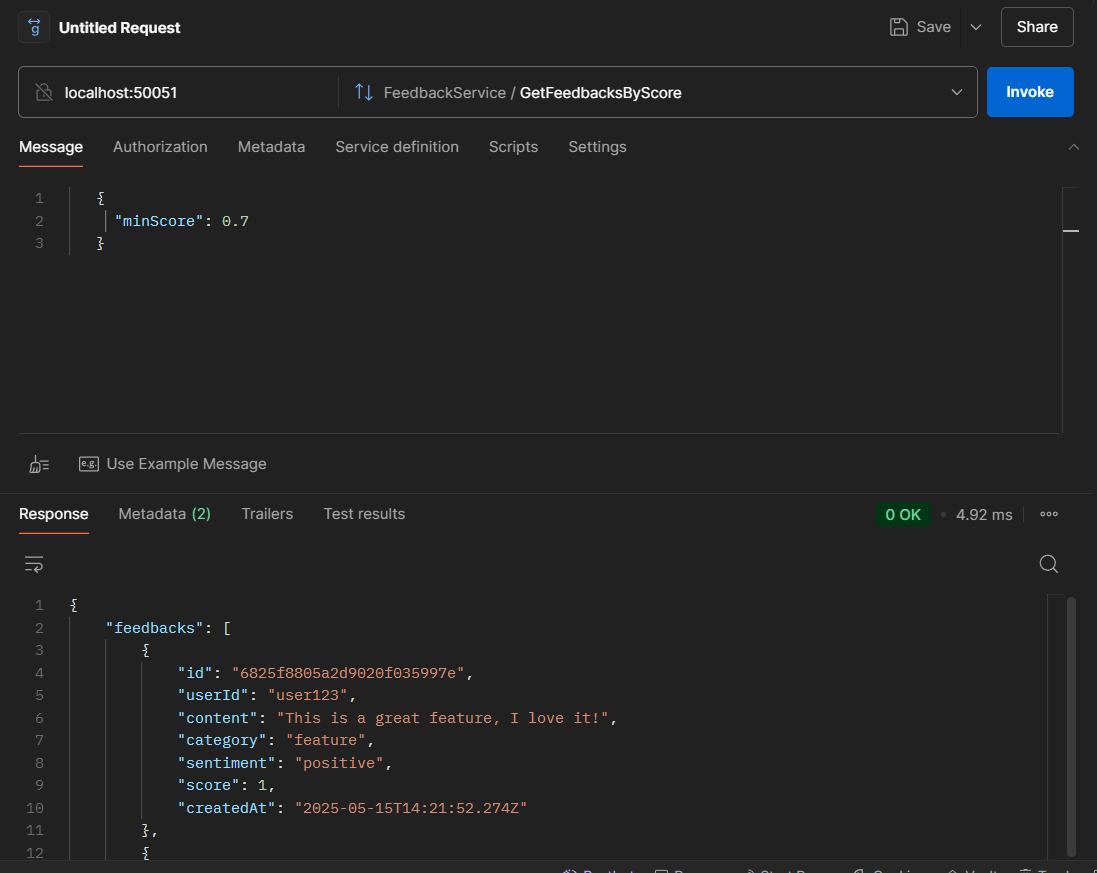 g Untitled Request Save Share
localhost:50051 FeedbackService / GetFeedbacksByScore Invoke
Message Authorization Metadata Service definition Scripts Settings
1 {
2 "minScore": 0.7
3 }
e.g. Use Example Message
Response Metadata (2) Trailers Test results 0 OK • 4.92 ms
1 {
2 "feedbacks": [
3 {
4 "id": "6825f8805a2d9020f035997e",
5 "userId": "user123",
6 "content": "This is a great feature, I love it!",
7 "category": "feature",
8 "sentiment": "positive",
9 "score": 1,
10 "createdAt": "2025-05-15T14:21:52.274Z"
11 },
12 {